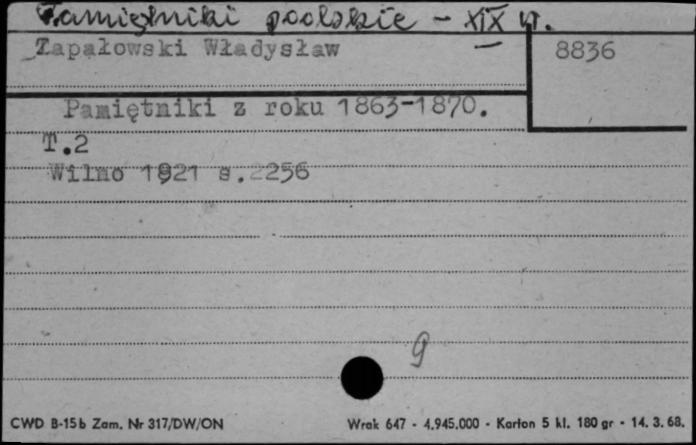 Pamiętniki polskie - XIX w.
Zapałowski Władysław
8836
Pamiętniki z roku 1863-1870.
T.2
Wilno 1921 s.2256
9
CWD B-15b Zam. Nr 317/DW/ON
Wrak 647 - 4.945.000 - Karton 5 kl. 180 gr - 14. 3. 68.